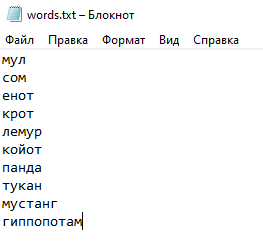 words.txt – Блокнот
Файл Правка Формат Вид Справка
мул
сом
енот
крот
лемур
койот
панда
тукан
мустанг
гиппопотам